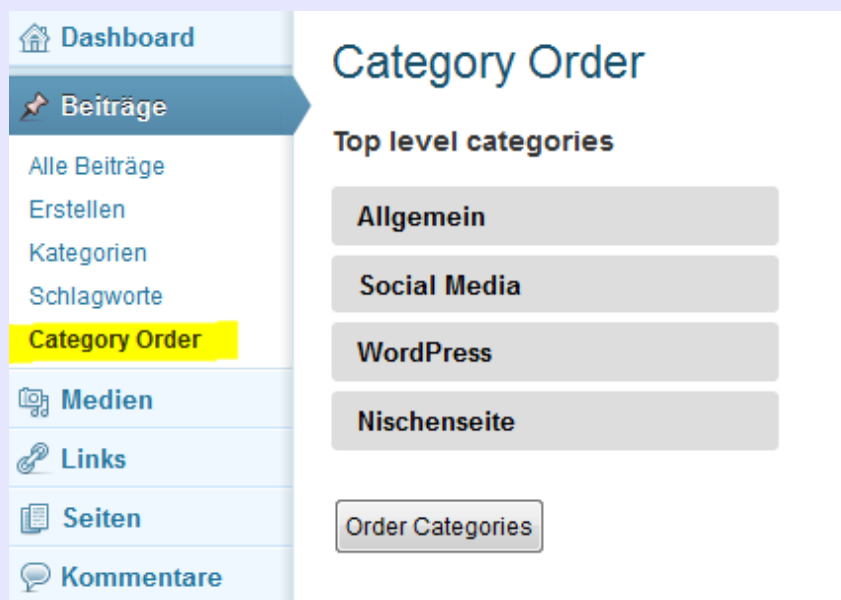 Dashboard
Beiträge
Alle Beiträge
Erstellen
Kategorien
Schlagworte
Category Order
Medien
Links
Seiten
Kommentare
Category Order
Top level categories
Allgemein
Social Media
WordPress
Nischenseite
Order Categories